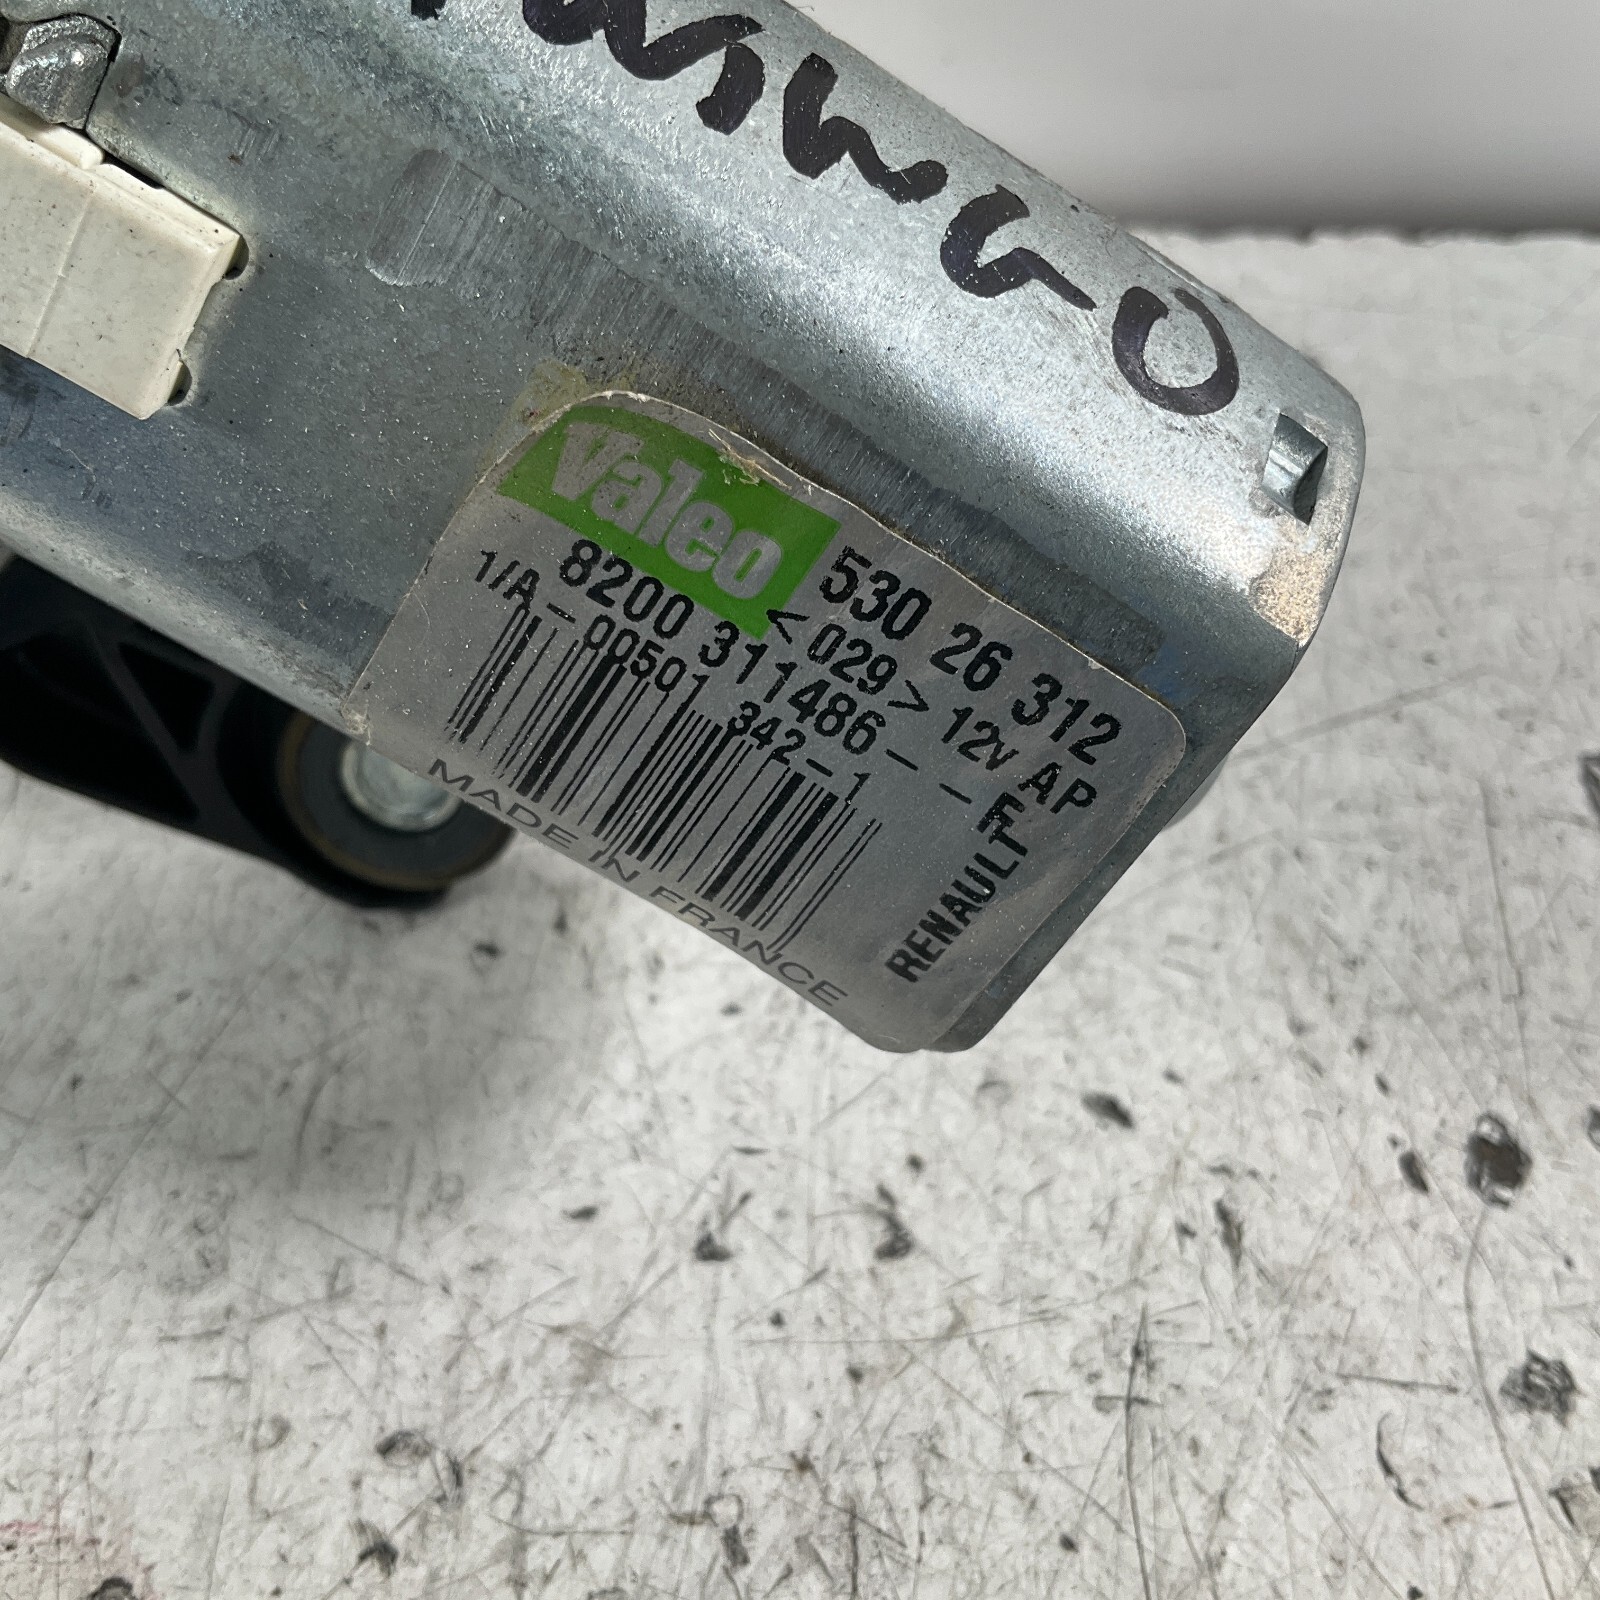 Valeo
530 26 312
<029> 12v AP
8200 311486-- F
1/A-00501 342-1
RENAULT
MADE IN FRANCE